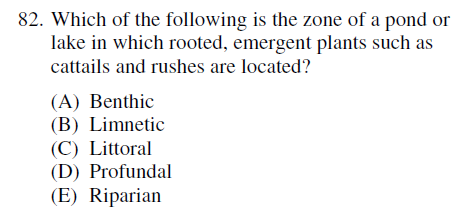 82. Which of the following is the zone of a pond or
lake in which rooted, emergent plants such as
cattails and rushes are located?
(A) Benthic
(B) Limnetic
(C) Littoral
(D) Profundal
(E) Riparian